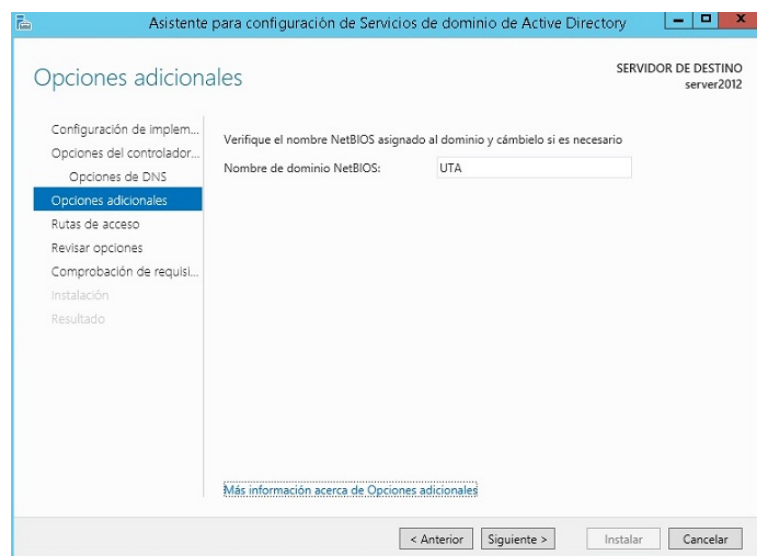 Asistente para configuración de Servicios de dominio de Active Directory
Opciones adicionales
SERVIDOR DE DESTINO
server2012
Configuración de implem...
Opciones del controlador...
Opciones de DNS
Opciones adicionales
Rutas de acceso
Revisar opciones
Comprobación de requisi...
Instalación
Resultado
Verifique el nombre NetBIOS asignado al dominio y cámbielo si es necesario
Nombre de dominio NetBIOS: UTA
Más información acerca de Opciones adicionales
< Anterior Siguiente > Instalar Cancelar